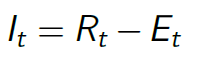 I_t = R_t − E_t